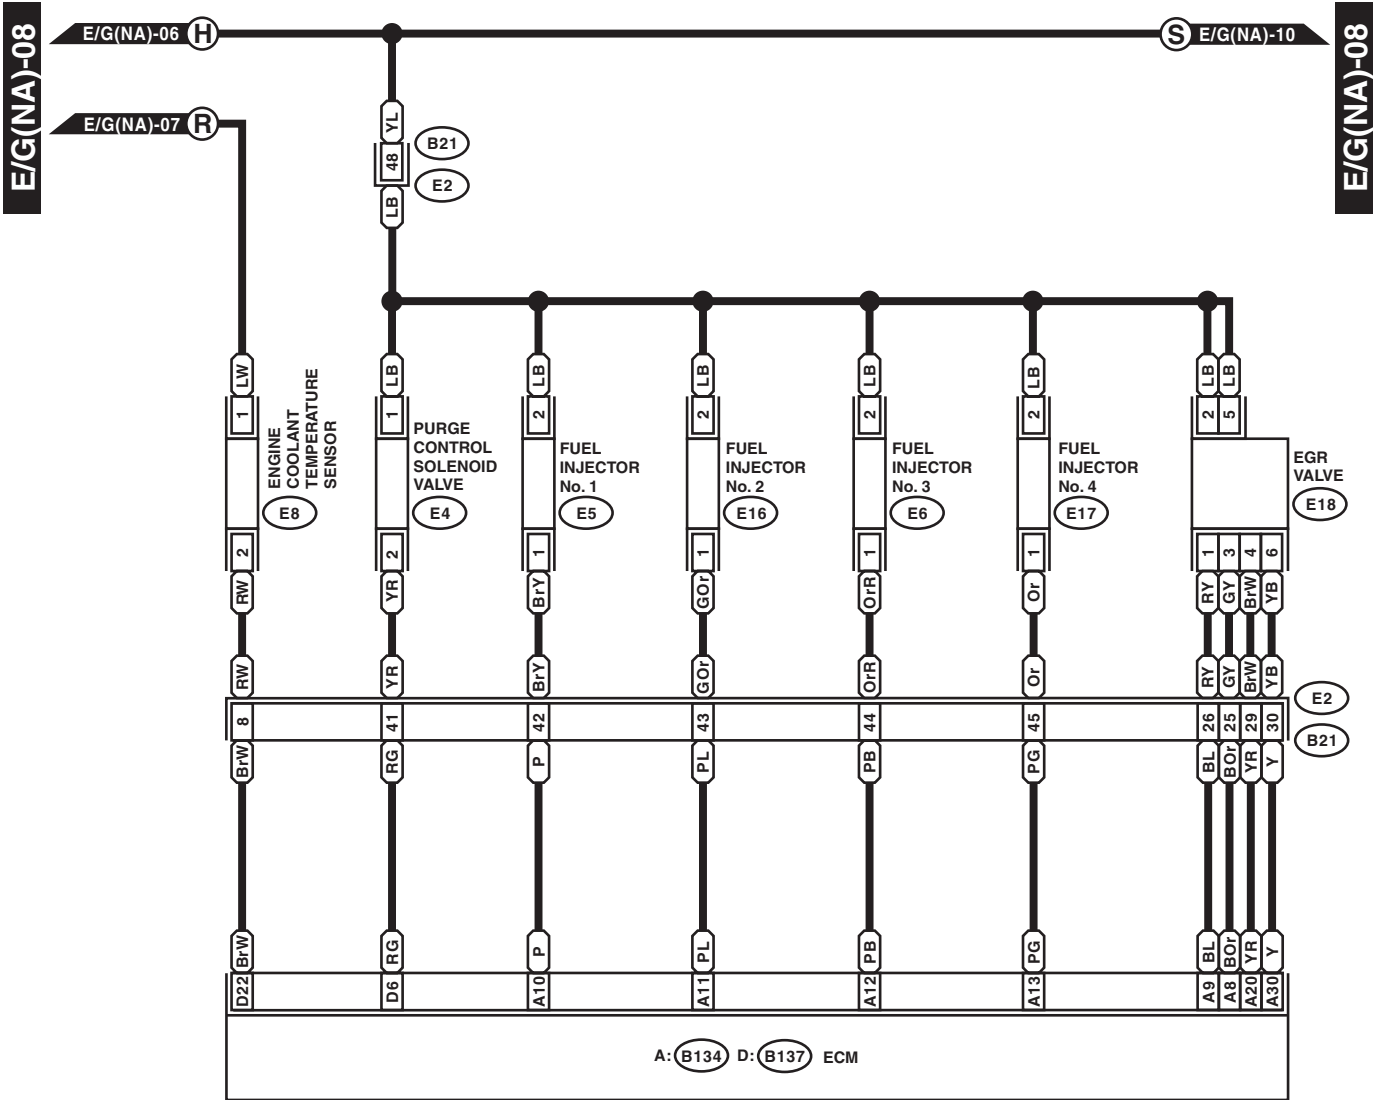 E/G(NA)-08
E/G(NA)-06 H
S E/G(NA)-10
E/G(NA)-08
E/G(NA)-07 R
YL
48
B21
E2
LB
LW
LB
LB
LB
LB
LB
LB
LB
1
1
2
2
2
2
2
5
ENGINE
COOLANT
TEMPERATURE
SENSOR
E8
PURGE
CONTROL
SOLENOID
VALVE
E4
FUEL
INJECTOR
No. 1
E5
FUEL
INJECTOR
No. 2
E16
FUEL
INJECTOR
No. 3
E6
FUEL
INJECTOR
No. 4
E17
EGR
VALVE
E18
2
2
1
1
1
1
1
3
4
6
RW
YR
BrY
GOr
OrR
Or
RY
GY
BrW
YB
RW
YR
BrY
GOr
OrR
Or
RY
GY
BrW
YB
E2
8
41
42
43
44
45
26
25
29
30
B21
BrW
RG
P
PL
PB
PG
BL
BOr
YR
Y
BrW
RG
P
PL
PB
PG
BL
BOr
YR
Y
D22
D6
A10
A11
A12
A13
A9
A8
A20
A30
A: B134 D: B137 ECM